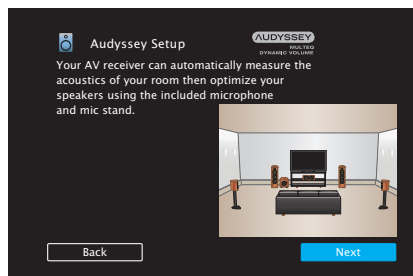 Audyssey Setup
AUDYSSEY
MULTEQ
DYNAMIC VOLUME
Your AV receiver can automatically measure the
acoustics of your room then optimize your
speakers using the included microphone
and mic stand.
Back
Next